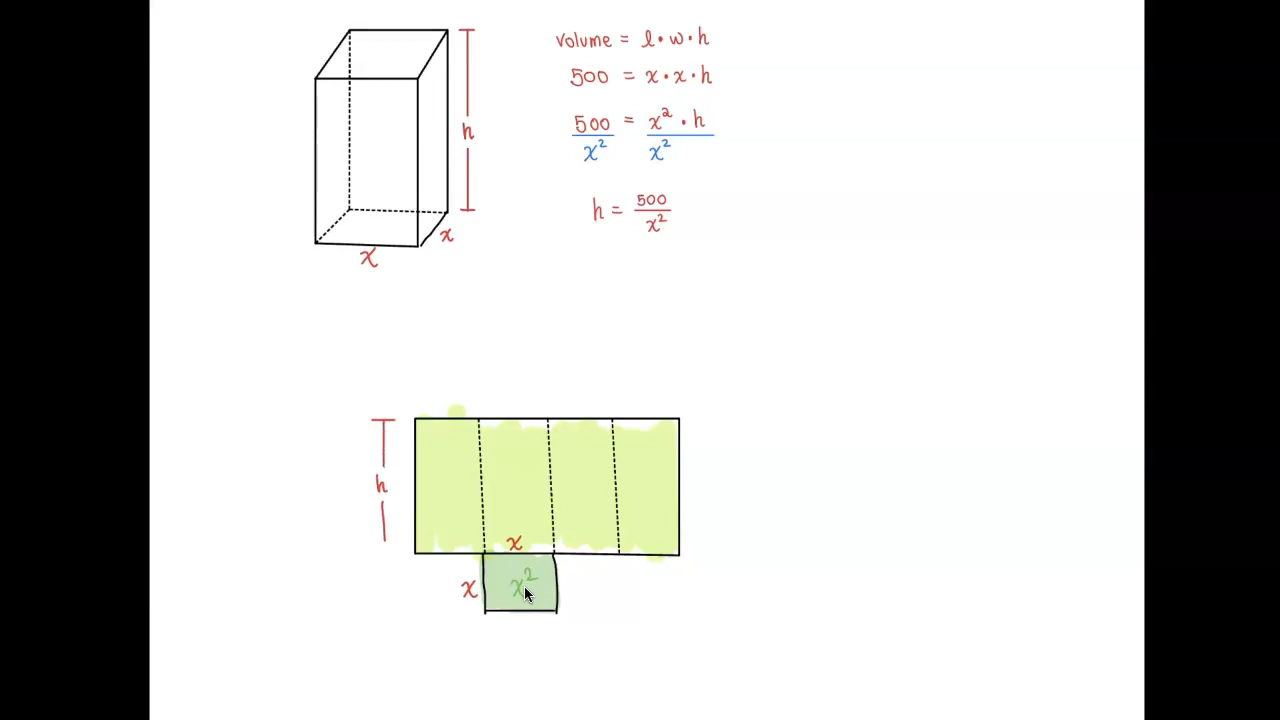 volume = l • w • h
500 = x • x • h
h
500 = x² • h
x² x²
h = 500
x²
x
x
h
x
x
x²